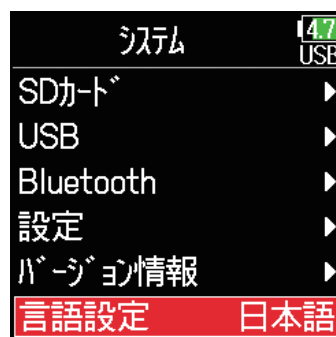 システム
4.7
USB
SDカード
USB
Bluetooth
設定
バージョン情報
言語設定 日本語